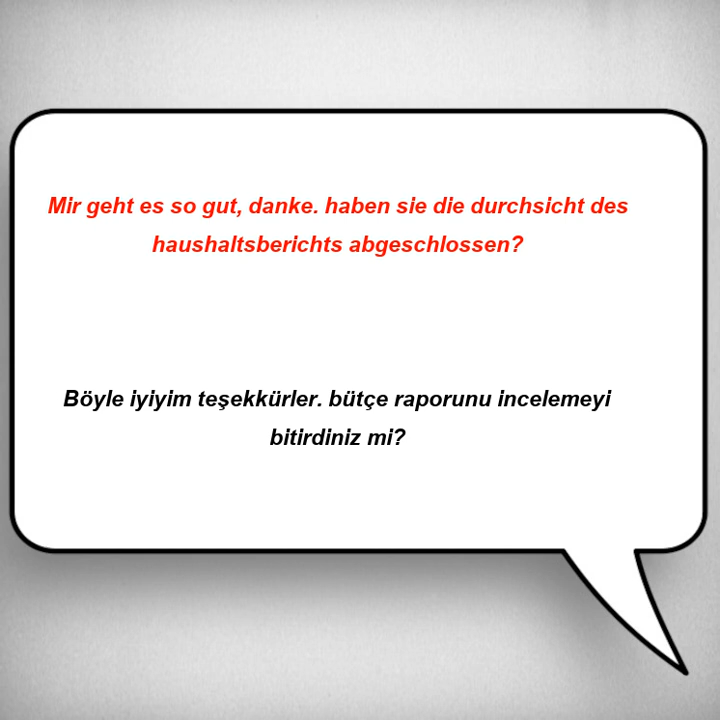 Mir geht es so gut, danke. haben sie die durchsicht des
haushaltsberichts abgeschlossen?
Böyle iyiyim teşekkürler. bütçe raporunu incelemeyi
bitirdiniz mi?